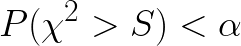 P(χ² > S) < α